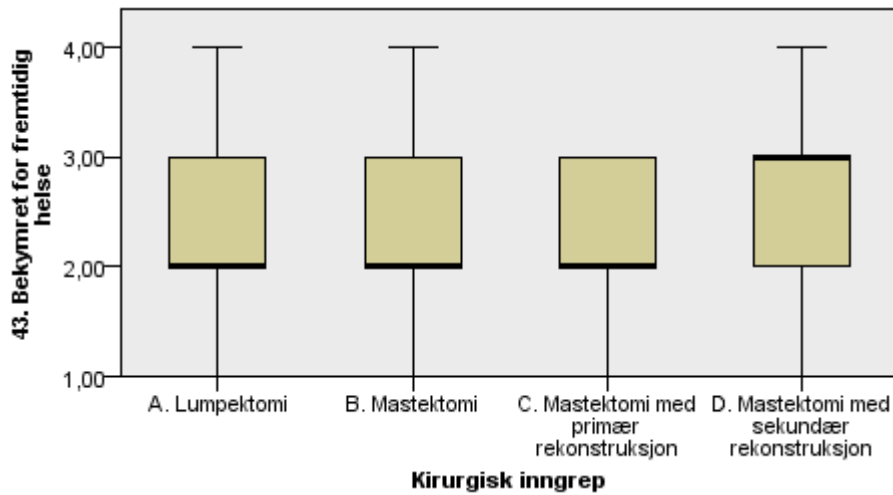 43. Bekymret for fremtidig
helse
4,00
3,00
2,00
1,00
A. Lumpektomi
B. Mastektomi
C. Mastektomi med
primær
rekonstruksjon
D. Mastektomi med
sekundær
rekonstruksjon
Kirurgisk inngrep